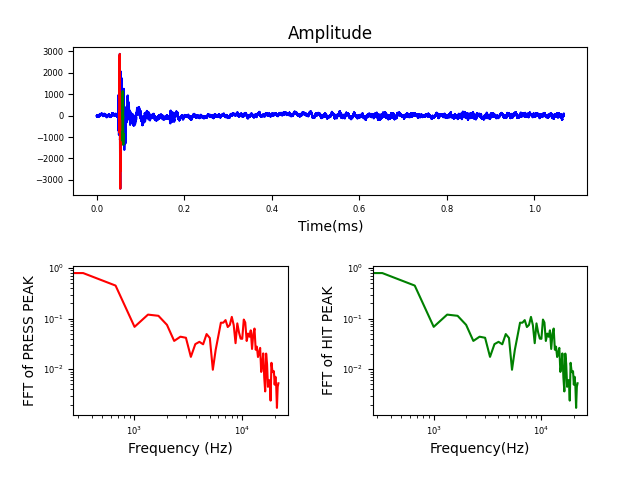 Amplitude
3000
2000
1000
0
−1000
−2000
−3000
0.0 0.2 0.4 0.6 0.8 1.0
Time(ms)
FFT of PRESS PEAK
10⁰
10⁻¹
10⁻²
10³ 10⁴
Frequency (Hz)
FFT of HIT PEAK
10⁰
10⁻¹
10⁻²
10³ 10⁴
Frequency(Hz)